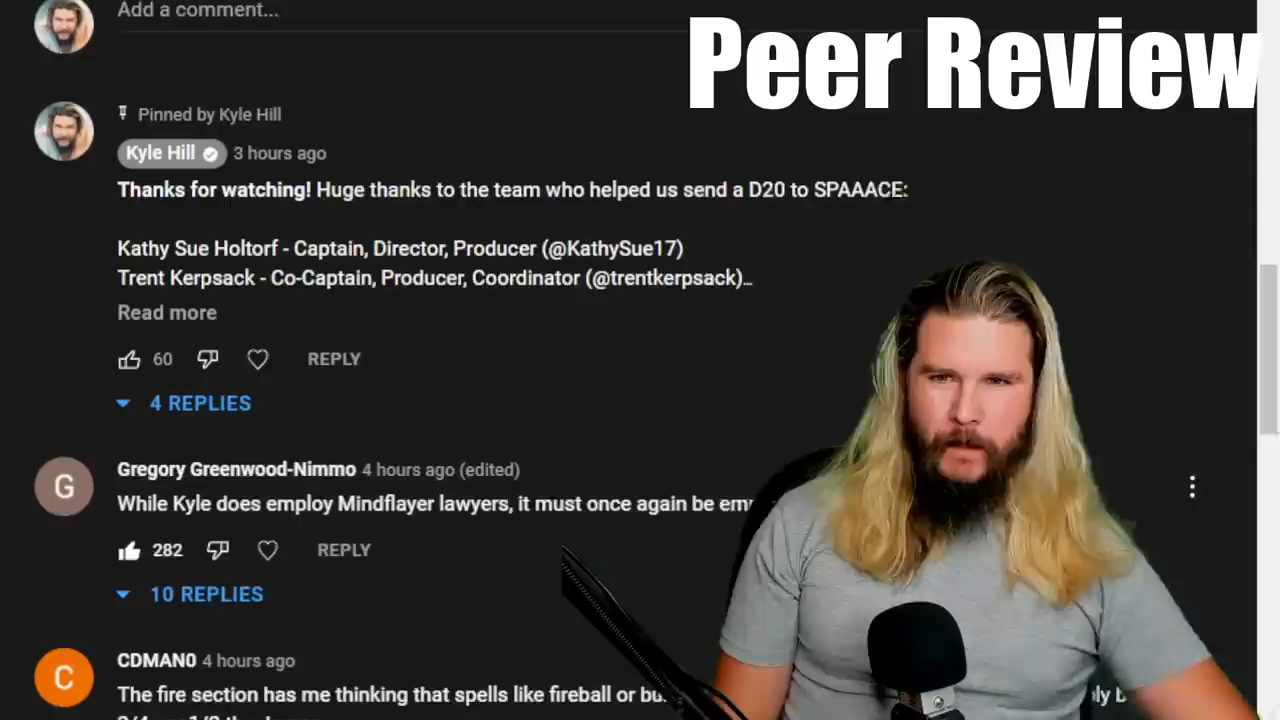 Add a comment...
Peer Review
Pinned by Kyle Hill
Kyle Hill 3 hours ago
Thanks for watching! Huge thanks to the team who helped us send a D20 to SPAAACE:
Kathy Sue Holtorf - Captain, Director, Producer (@KathySue17)
Trent Kerpsack - Co-Captain, Producer, Coordinator (@trentkerpsack)...
Read more
60 REPLY
4 REPLIES
G
Gregory Greenwood-Nimmo 4 hours ago (edited)
While Kyle does employ Mindflayer lawyers, it must once again be
282 REPLY
10 REPLIES
C
CDMAN0 4 hours ago
The fire section has me thinking that spells like fireball or